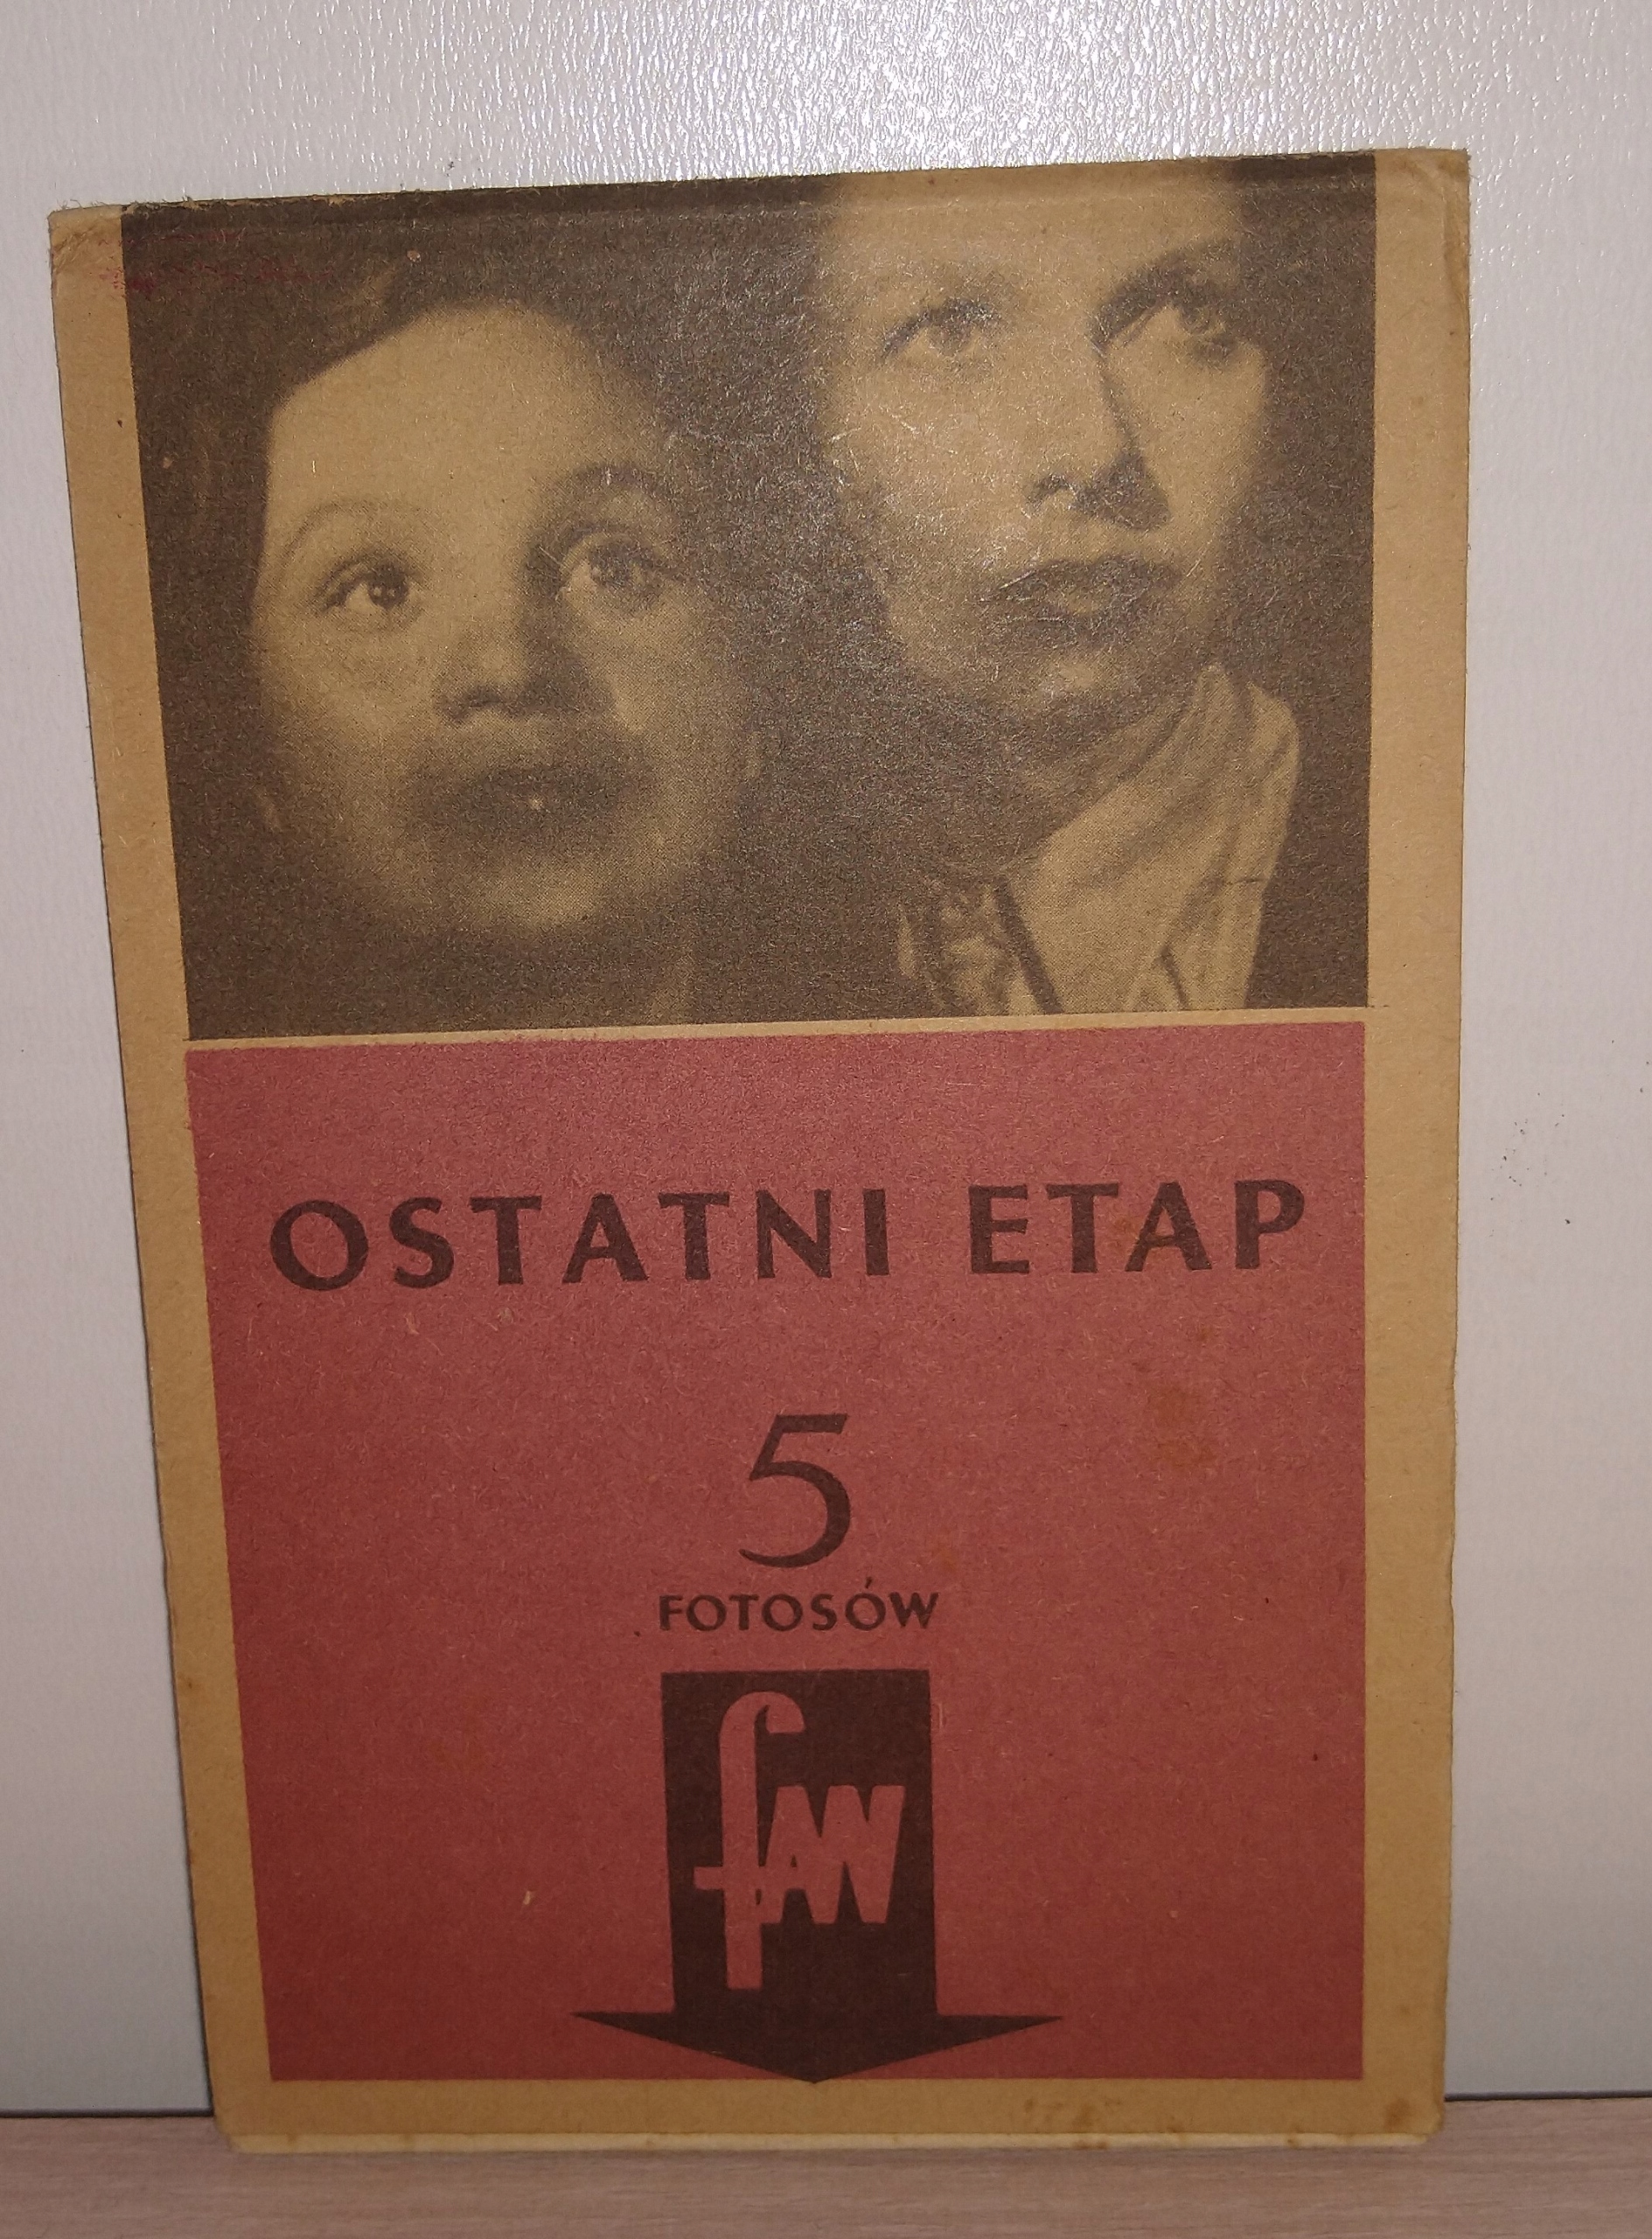 OSTATNI ETAP
5
FOTOSÓW
fAW